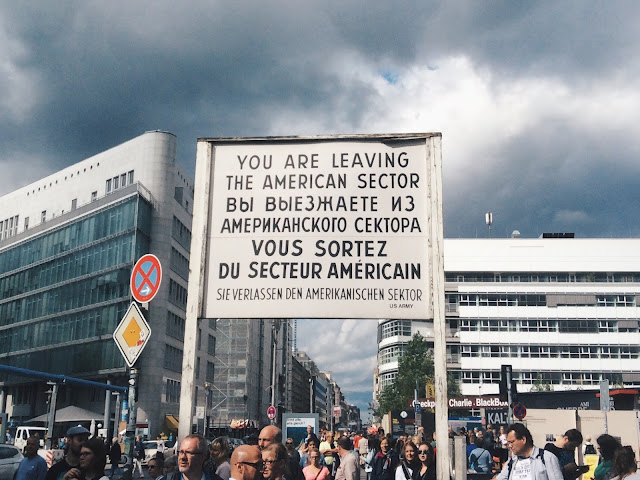 YOU ARE LEAVING
THE AMERICAN SECTOR
ВЫ ВЫЕЗЖАЕТЕ ИЗ
АМЕРИКАНСКОГО СЕКТОРА
VOUS SORTEZ
DU SECTEUR AMÉRICAIN
SIE VERLASSEN DEN AMERIKANISCHEN SEKTOR
US ARMY
Charlie BlackBox
KAL